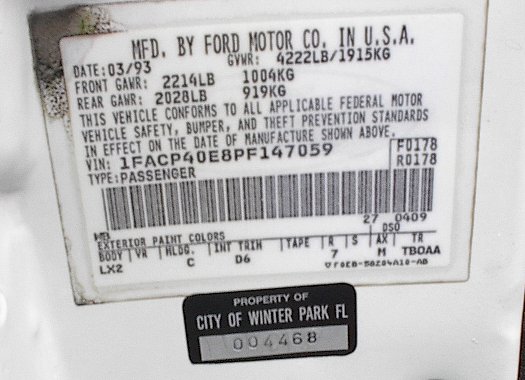 MFD. BY FORD MOTOR CO. IN U.S.A.
DATE: 03/93 GVWR: 4222LB/1915KG
FRONT GAWR: 2214LB 1004KG
REAR GAWR: 2028LB 919KG
THIS VEHICLE CONFORMS TO ALL APPLICABLE FEDERAL MOTOR
VEHICLE SAFETY, BUMPER, AND THEFT PREVENTION STANDARDS
IN EFFECT ON THE DATE OF MANUFACTURE SHOWN ABOVE.
VIN: 1FACP40E8PF147059 F0178
TYPE: PASSENGER R0178
27 0409
WB DSO
EXTERIOR PAINT COLORS
BODY VR MLDG. INT TRIM TAPE R S AX TR
LX2 C D6 7 M TBOAA
PROPERTY OF
CITY OF WINTER PARK FL
004468